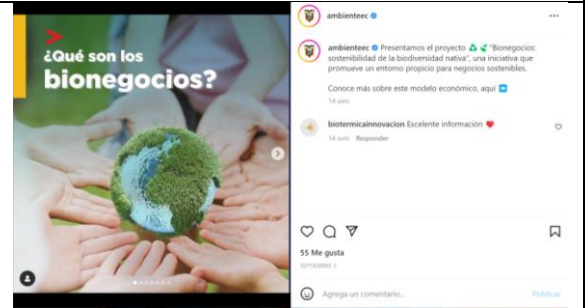 ¿Qué son los
bionegocios?
ambienteec
ambienteec Presentamos el proyecto ♻️ 🌿 "Bionegocios:
sostenibilidad de la biodiversidad nativa", una iniciativa que
promueve un entorno propicio para negocios sostenibles.
Conoce más sobre este modelo económico, aquí ➡️
14 sem
biotermicainnovacion Excelente información ❤️
14 sem Responder
55 Me gusta
SEPTIEMBRE 2
Agrega un comentario...
Publicar